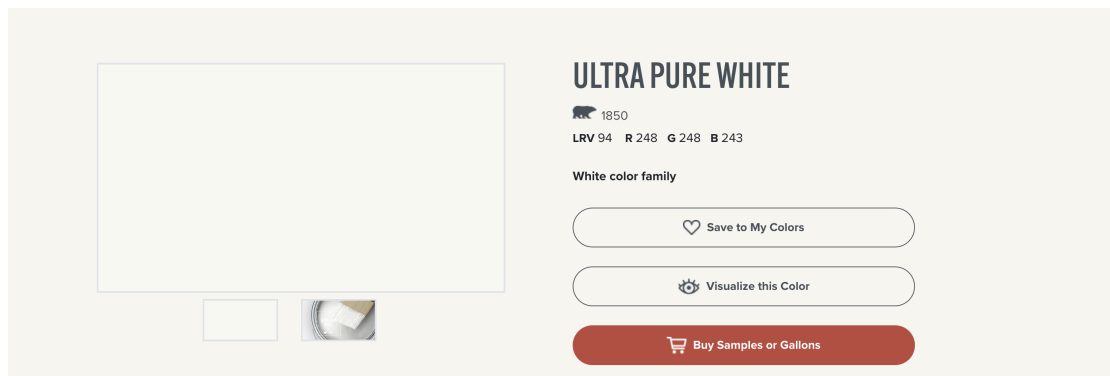 ULTRA PURE WHITE
1850
LRV 94 R 248 G 248 B 243
White color family
Save to My Colors
Visualize this Color
Buy Samples or Gallons